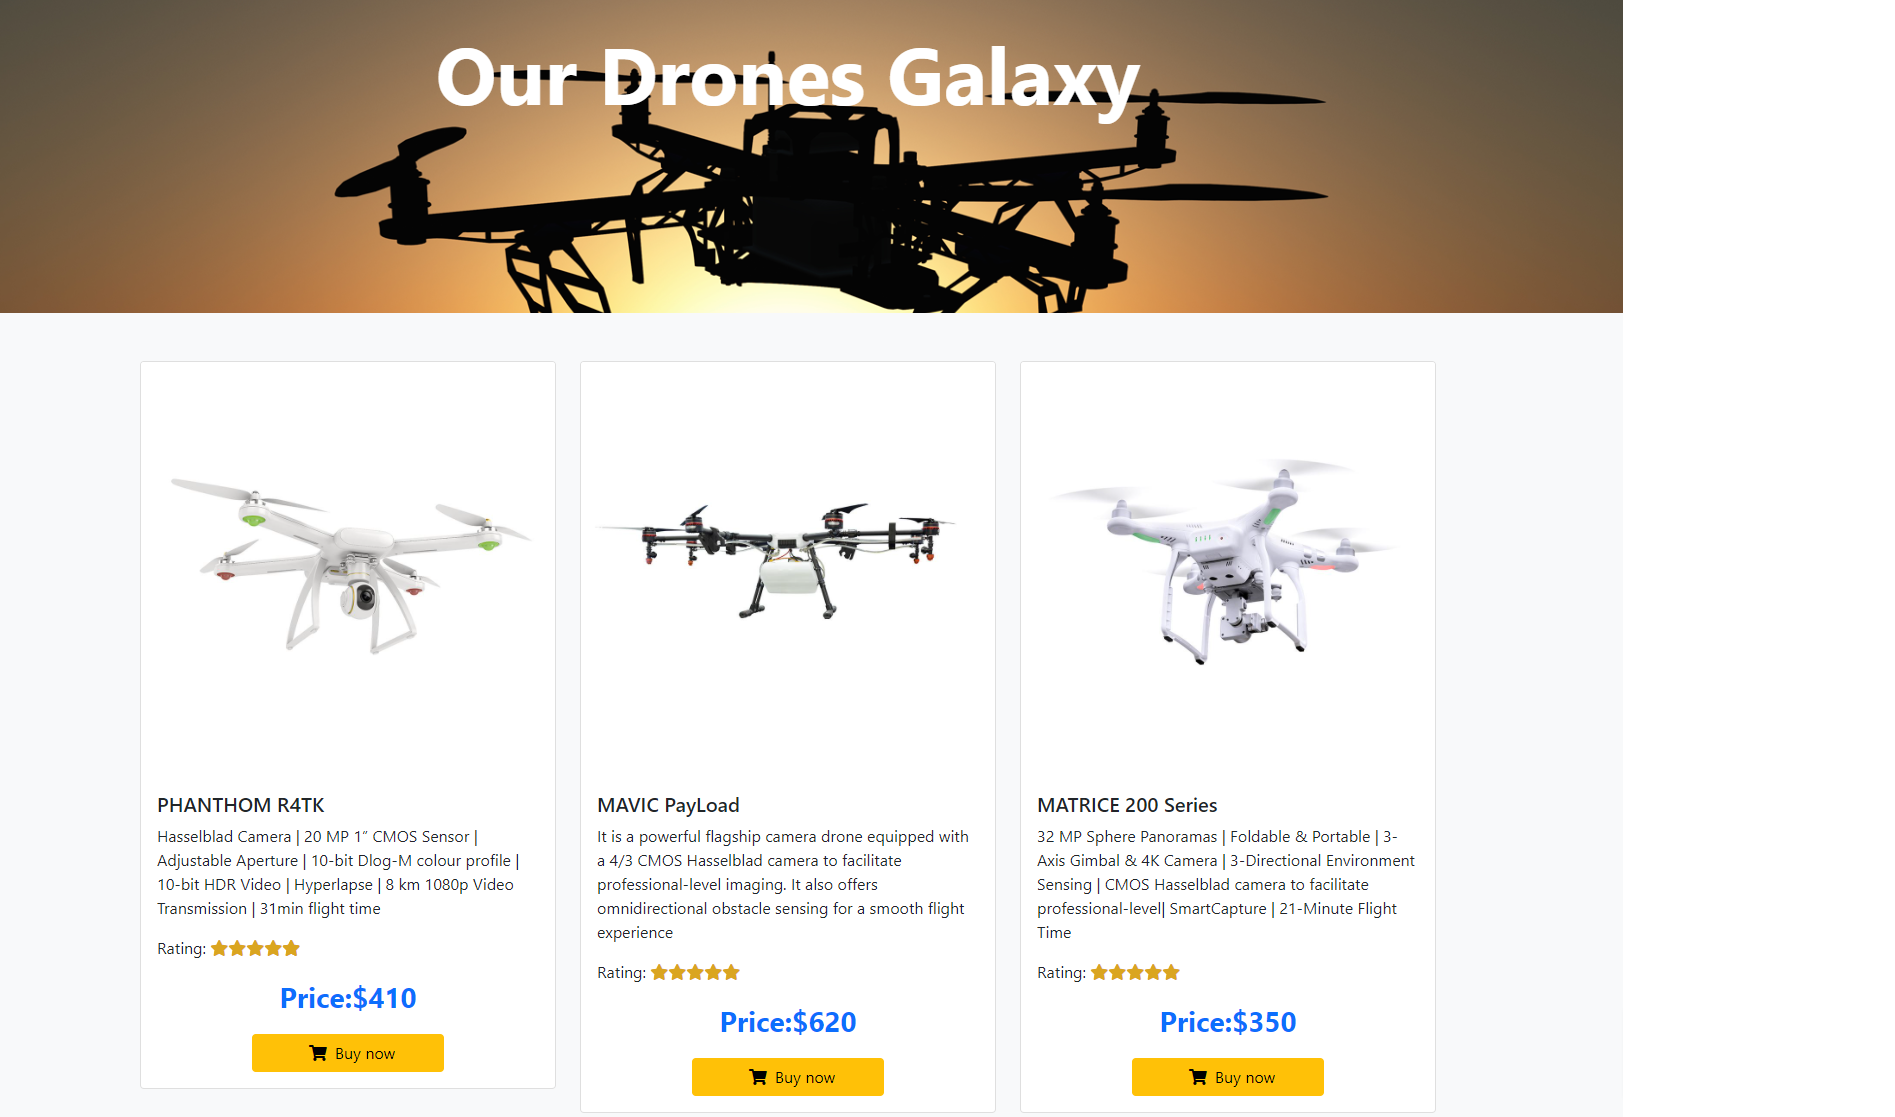 Our Drones Galaxy
PHANTHOM R4TK
Hasselblad Camera | 20 MP 1” CMOS Sensor |
Adjustable Aperture | 10-bit Dlog-M colour profile |
10-bit HDR Video | Hyperlapse | 8 km 1080p Video
Transmission | 31min flight time
Rating:
Price:$410
Buy now
MAVIC PayLoad
It is a powerful flagship camera drone equipped with
a 4/3 CMOS Hasselblad camera to facilitate
professional-level imaging. It also offers
omnidirectional obstacle sensing for a smooth flight
experience
Rating:
Price:$620
Buy now
MATRICE 200 Series
32 MP Sphere Panoramas | Foldable & Portable | 3-
Axis Gimbal & 4K Camera | 3-Directional Environment
Sensing | CMOS Hasselblad camera to facilitate
professional-level| SmartCapture | 21-Minute Flight
Time
Rating:
Price:$350
Buy now